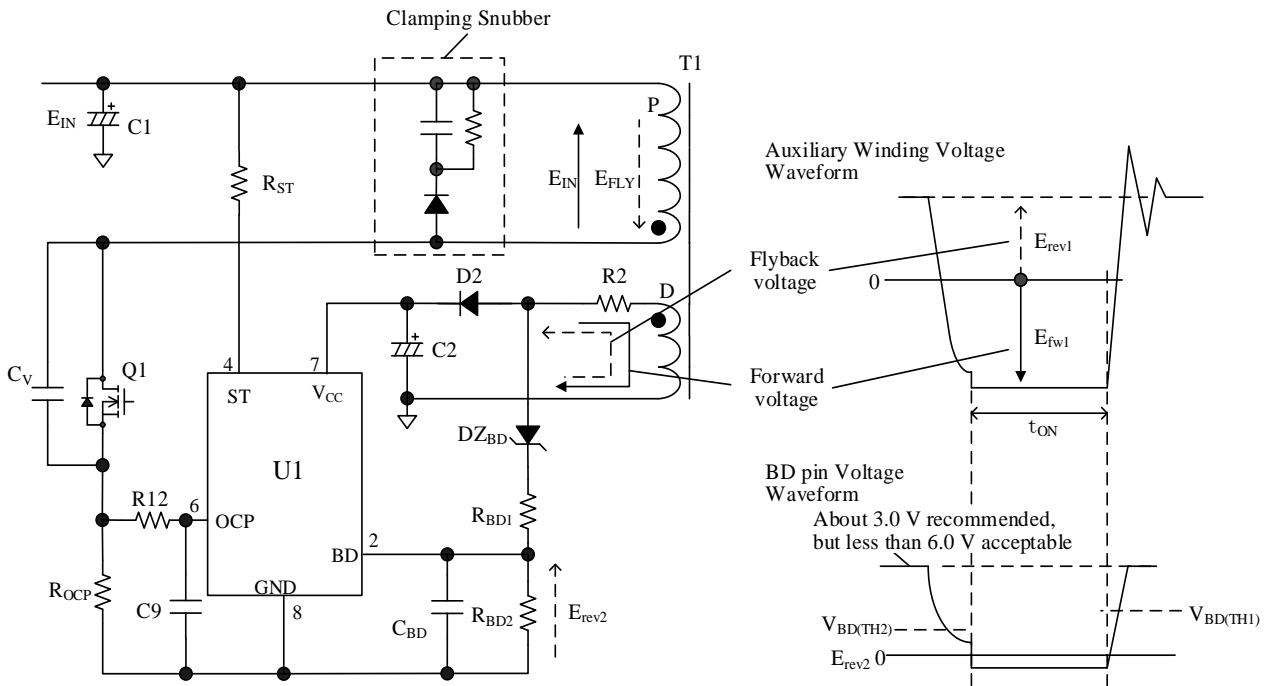 Clamping Snubber
T1
P
E_IN
C1
R_ST
E_IN
E_FLY
D2
R2
D
C2
C_V
Q1
4
7
ST
V_CC
U1
DZ_BD
R12
6
OCP
R_BD1
BD
2
R_OCP
C9
GND
8
C_BD
R_BD2
E_rev2
Auxiliary Winding Voltage
Waveform
Flyback
voltage
E_rev1
0
E_fw1
Forward
voltage
t_ON
BD pin Voltage
Waveform
About 3.0 V recommended,
but less than 6.0 V acceptable
V_BD(TH2)
V_BD(TH1)
E_rev2 0